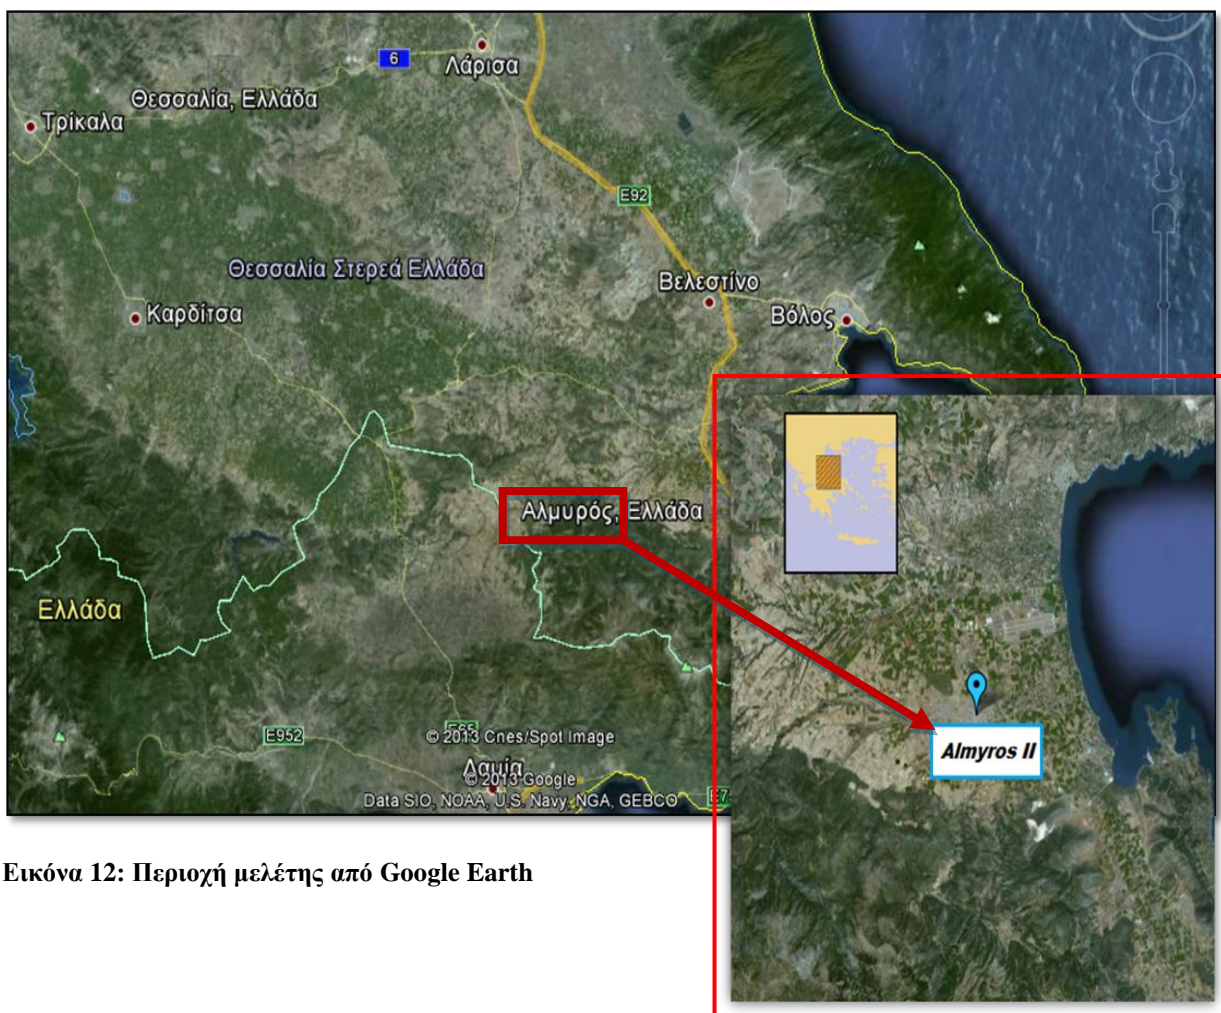 6
Λάρισα
Θεσσαλία, Ελλάδα
Τρίκαλα
E92
Θεσσαλία Στερεά Ελλάδα
Βελεστίνο
Καρδίτσα
Βόλος
Αλμυρός, Ελλάδα
Ελλάδα
E65
E952
© 2013 Cnes/Spot Image
Λαμία
© 2013 Google
Data SIO, NOAA, U.S. Navy, NGA, GEBCO
Almyros II
Εικόνα 12: Περιοχή μελέτης από Google Earth